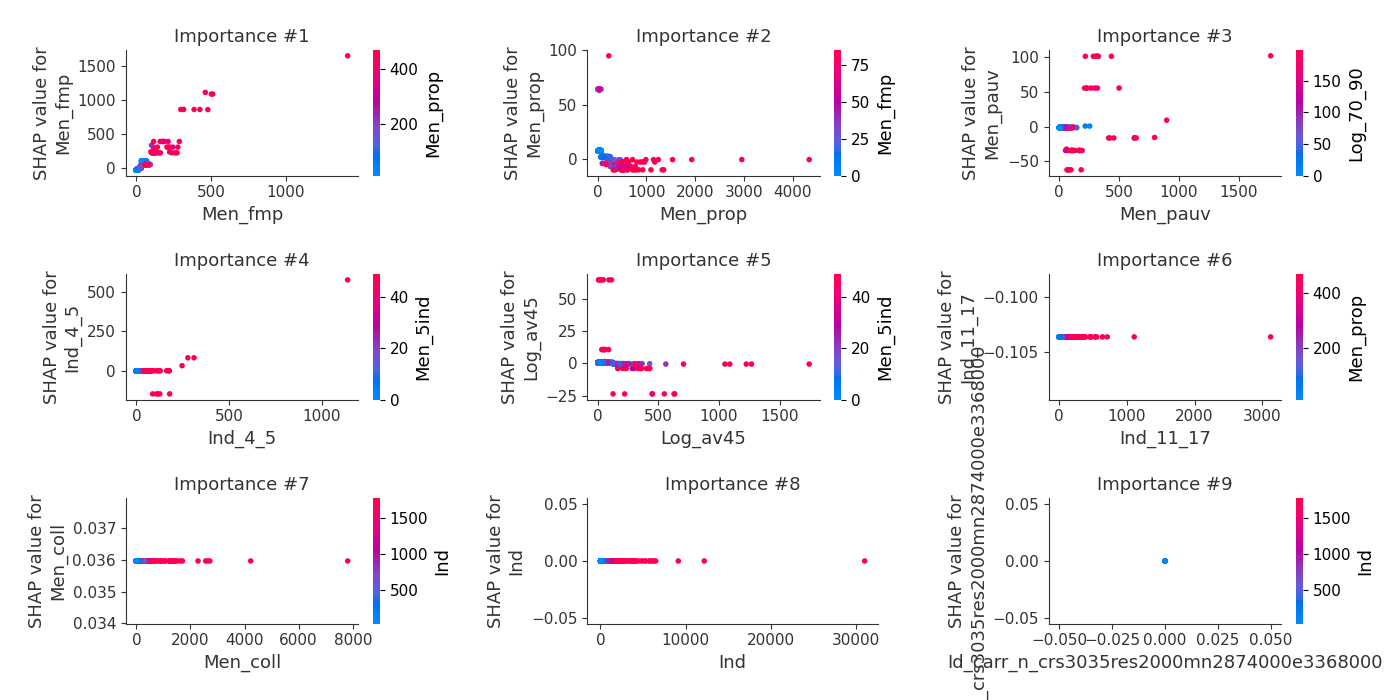 Importance #1
SHAP value for
Men_fmp
1500
1000
500
0
0
500
1000
Men_fmp
400
200
Men_prop
Importance #2
SHAP value for
Men_prop
100
50
0
0
1000
2000
3000
4000
Men_prop
75
50
25
0
Men_fmp
Importance #3
SHAP value for
Men_pauv
100
50
0
−50
0
500
1000
1500
Men_pauv
150
100
50
0
Log_70_90
Importance #4
SHAP value for
Ind_4_5
500
250
0
0
1000
Ind_4_5
40
20
0
Men_5ind
Importance #5
SHAP value for
Log_av45
50
25
0
−25
0
500
1000
1500
Log_av45
40
20
0
Men_5ind
Importance #6
SHAP value for
Ind_11_17
−0.100
−0.105
0
1000
2000
3000
Ind_11_17
400
200
Men_prop
Importance #7
SHAP value for
Men_coll
0.037
0.036
0.035
0.034
0
2000
4000
6000
8000
Men_coll
1500
1000
500
Ind
Importance #8
SHAP value for
Ind
0.05
0.00
−0.05
0
10000
20000
30000
Ind
Importance #9
SHAP value for
_crs3035res2000mn2874000e3368000
0.05
0.00
−0.05
−0.050
−0.025
0.000
0.025
0.050
Id_carr_n_crs3035res2000mn2874000e3368000
1500
1000
500
Ind